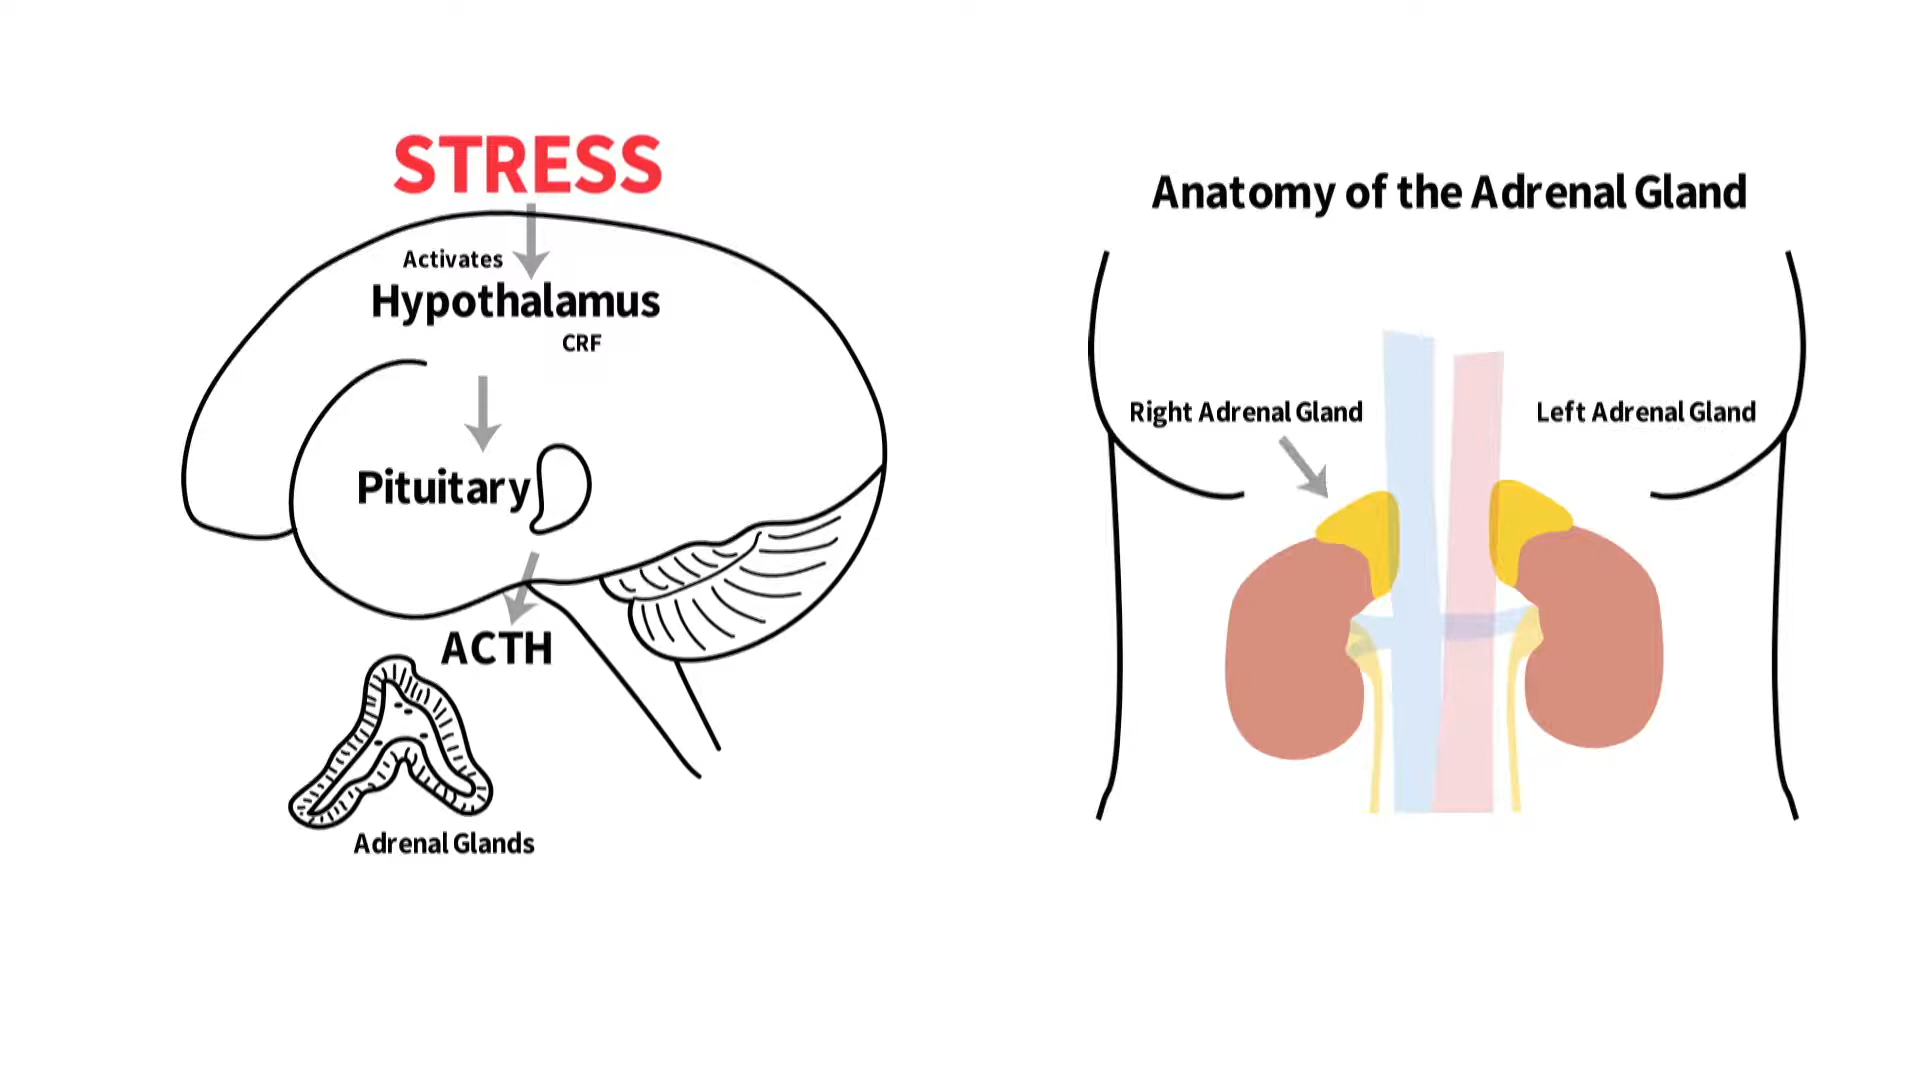 STRESS
Activates
Hypothalamus
CRF
Pituitary
ACTH
Adrenal Glands
Anatomy of the Adrenal Gland
Right Adrenal Gland
Left Adrenal Gland